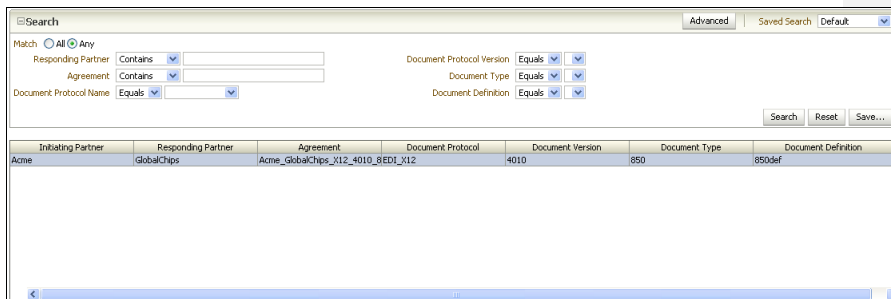 Search Advanced Saved Search Default
Match All Any
Responding Partner Contains Document Protocol Version Equals
Agreement Contains Document Type Equals
Document Protocol Name Equals Document Definition Equals
Search Reset Save...
Initiating Partner Responding Partner Agreement Document Protocol Document Version Document Type Document Definition
Acme GlobalChips Acme_GlobalChips_X12_4010_8 EDI_X12 4010 850 850def